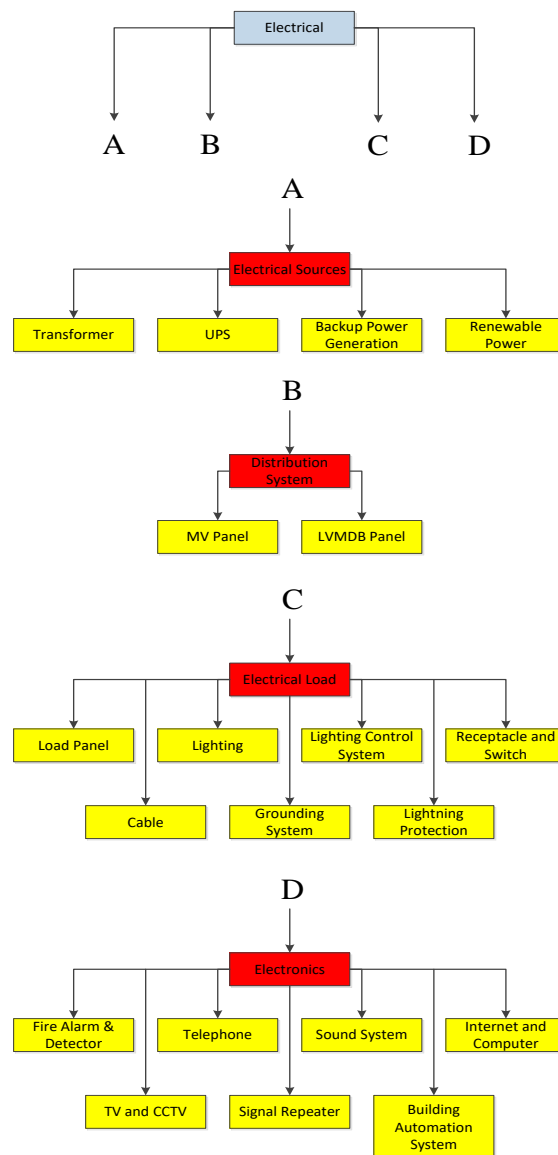 Electrical
A B C D
A
Electrical Sources
Transformer
UPS
Backup Power
Generation
Renewable
Power
B
Distribution
System
MV Panel
LVMDB Panel
C
Electrical Load
Load Panel
Lighting
Lighting Control
System
Receptacle and
Switch
Cable
Grounding
System
Lightning
Protection
D
Electronics
Fire Alarm &
Detector
Telephone
Sound System
Internet and
Computer
TV and CCTV
Signal Repeater
Building
Automation
System